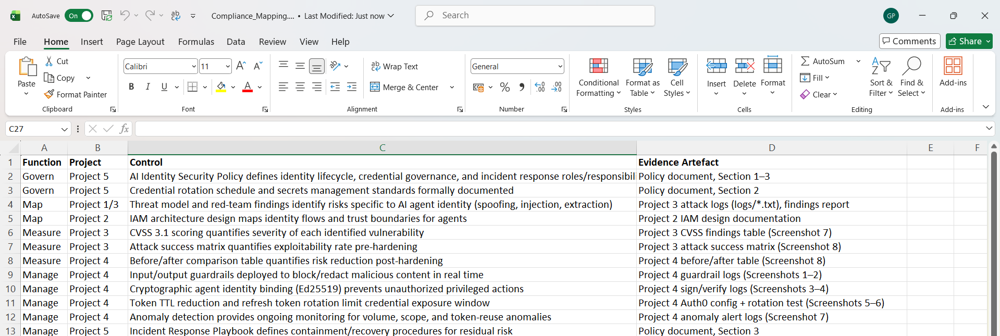 AutoSave On Compliance_Mapping.... • Last Modified: Just now Search GP
File Home Insert Page Layout Formulas Data Review View Help Comments Share
Paste Cut Copy Format Painter Clipboard
Calibri 11 B I U A Font
Wrap Text Merge & Center Alignment
General % Number
Conditional Formatting Format as Table Cell Styles Styles
Insert Delete Format Cells
AutoSum Fill Clear Sort & Filter Find & Select Editing
Add-ins Add-ins
C27 fx
A B C D E F
1 Function Project Control Evidence Artefact
2 Govern Project 5 AI Identity Security Policy defines identity lifecycle, credential governance, and incident response roles/responsibili Policy document, Section 1–3
3 Govern Project 5 Credential rotation schedule and secrets management standards formally documented Policy document, Section 2
4 Map Project 1/3 Threat model and red-team findings identify risks specific to AI agent identity (spoofing, injection, extraction) Project 3 attack logs (logs/*.txt), findings report
5 Map Project 2 IAM architecture design maps identity flows and trust boundaries for agents Project 2 IAM design documentation
6 Measure Project 3 CVSS 3.1 scoring quantifies severity of each identified vulnerability Project 3 CVSS findings table (Screenshot 7)
7 Measure Project 3 Attack success matrix quantifies exploitability rate pre-hardening Project 3 attack success matrix (Screenshot 8)
8 Measure Project 4 Before/after comparison table quantifies risk reduction post-hardening Project 4 before/after table (Screenshot 8)
9 Manage Project 4 Input/output guardrails deployed to block/redact malicious content in real time Project 4 guardrail logs (Screenshots 1–2)
10 Manage Project 4 Cryptographic agent identity binding (Ed25519) prevents unauthorized privileged actions Project 4 sign/verify logs (Screenshots 3–4)
11 Manage Project 4 Token TTL reduction and refresh token rotation limit credential exposure window Project 4 Auth0 config + rotation test (Screenshots 5–6)
12 Manage Project 4 Anomaly detection provides ongoing monitoring for volume, scope, and token-reuse anomalies Project 4 anomaly alert logs (Screenshot 7)
13 Manage Project 5 Incident Response Playbook defines containment/recovery procedures for residual risk Policy document, Section 3